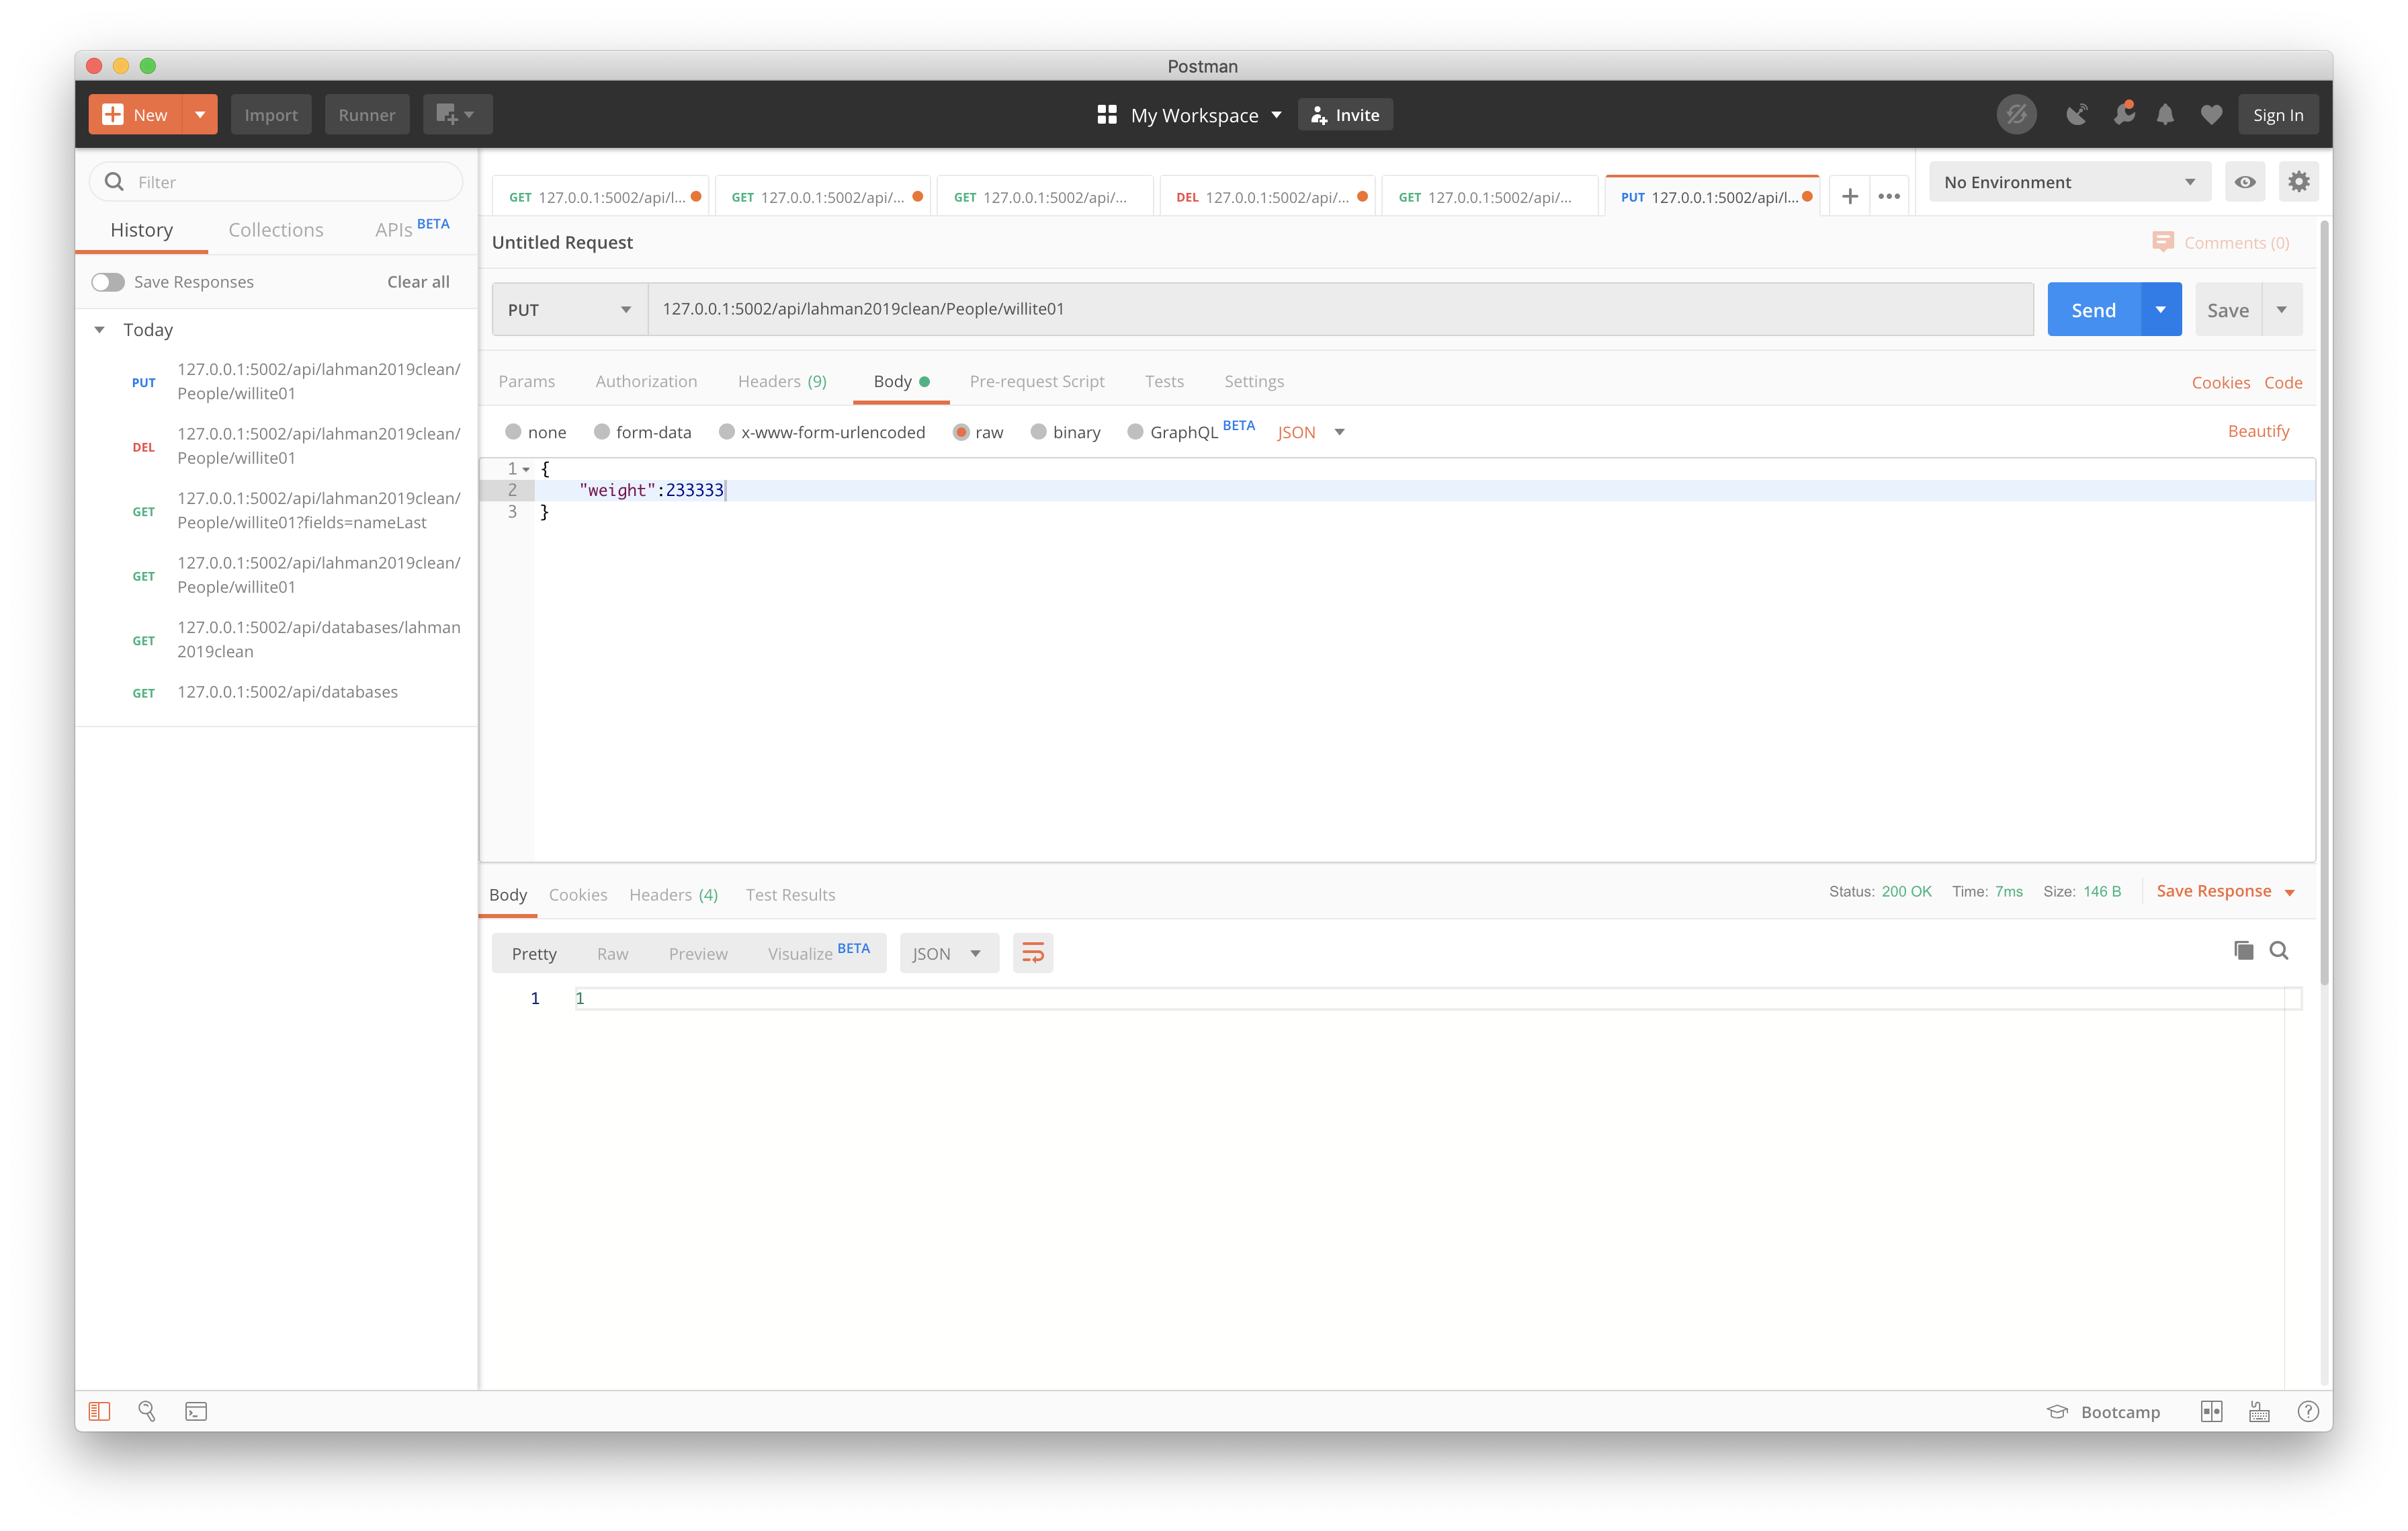 Postman
New
Import
Runner
My Workspace
Invite
Sign In
Filter
History
Collections
APIs BETA
Save Responses
Clear all
Today
PUT 127.0.0.1:5002/api/lahman2019clean/
People/willite01
DEL 127.0.0.1:5002/api/lahman2019clean/
People/willite01
GET 127.0.0.1:5002/api/lahman2019clean/
People/willite01?fields=nameLast
GET 127.0.0.1:5002/api/lahman2019clean/
People/willite01
GET 127.0.0.1:5002/api/databases/lahman
2019clean
GET 127.0.0.1:5002/api/databases
GET 127.0.0.1:5002/api/l...
GET 127.0.0.1:5002/api/...
GET 127.0.0.1:5002/api/...
DEL 127.0.0.1:5002/api/...
GET 127.0.0.1:5002/api/...
PUT 127.0.0.1:5002/api/l...
No Environment
Untitled Request
Comments (0)
PUT
127.0.0.1:5002/api/lahman2019clean/People/willite01
Send
Save
Params
Authorization
Headers (9)
Body
Pre-request Script
Tests
Settings
Cookies
Code
none
form-data
x-www-form-urlencoded
raw
binary
GraphQL BETA
JSON
Beautify
1 {
2 "weight":233333
3 }
Body
Cookies
Headers (4)
Test Results
Status: 200 OK
Time: 7ms
Size: 146 B
Save Response
Pretty
Raw
Preview
Visualize BETA
JSON
1 1
Bootcamp